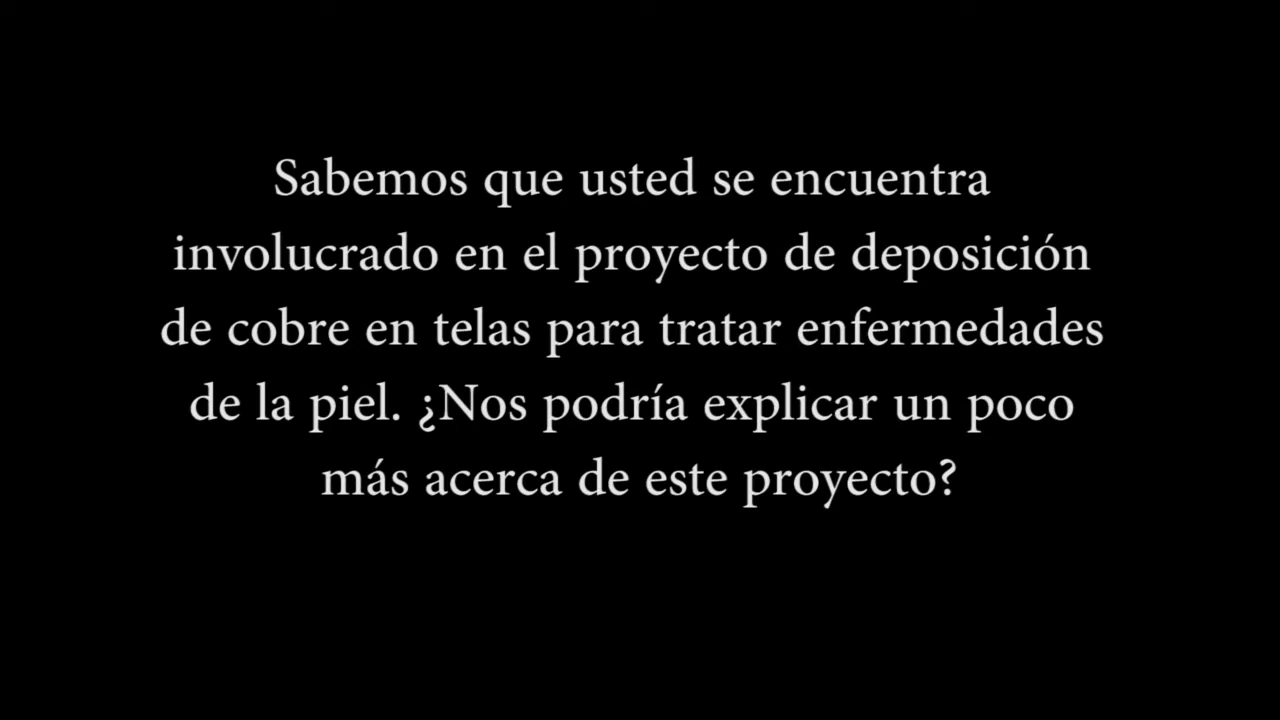 Sabemos que usted se encuentra
involucrado en el proyecto de deposición
de cobre en telas para tratar enfermedades
de la piel. ¿Nos podría explicar un poco
más acerca de este proyecto?